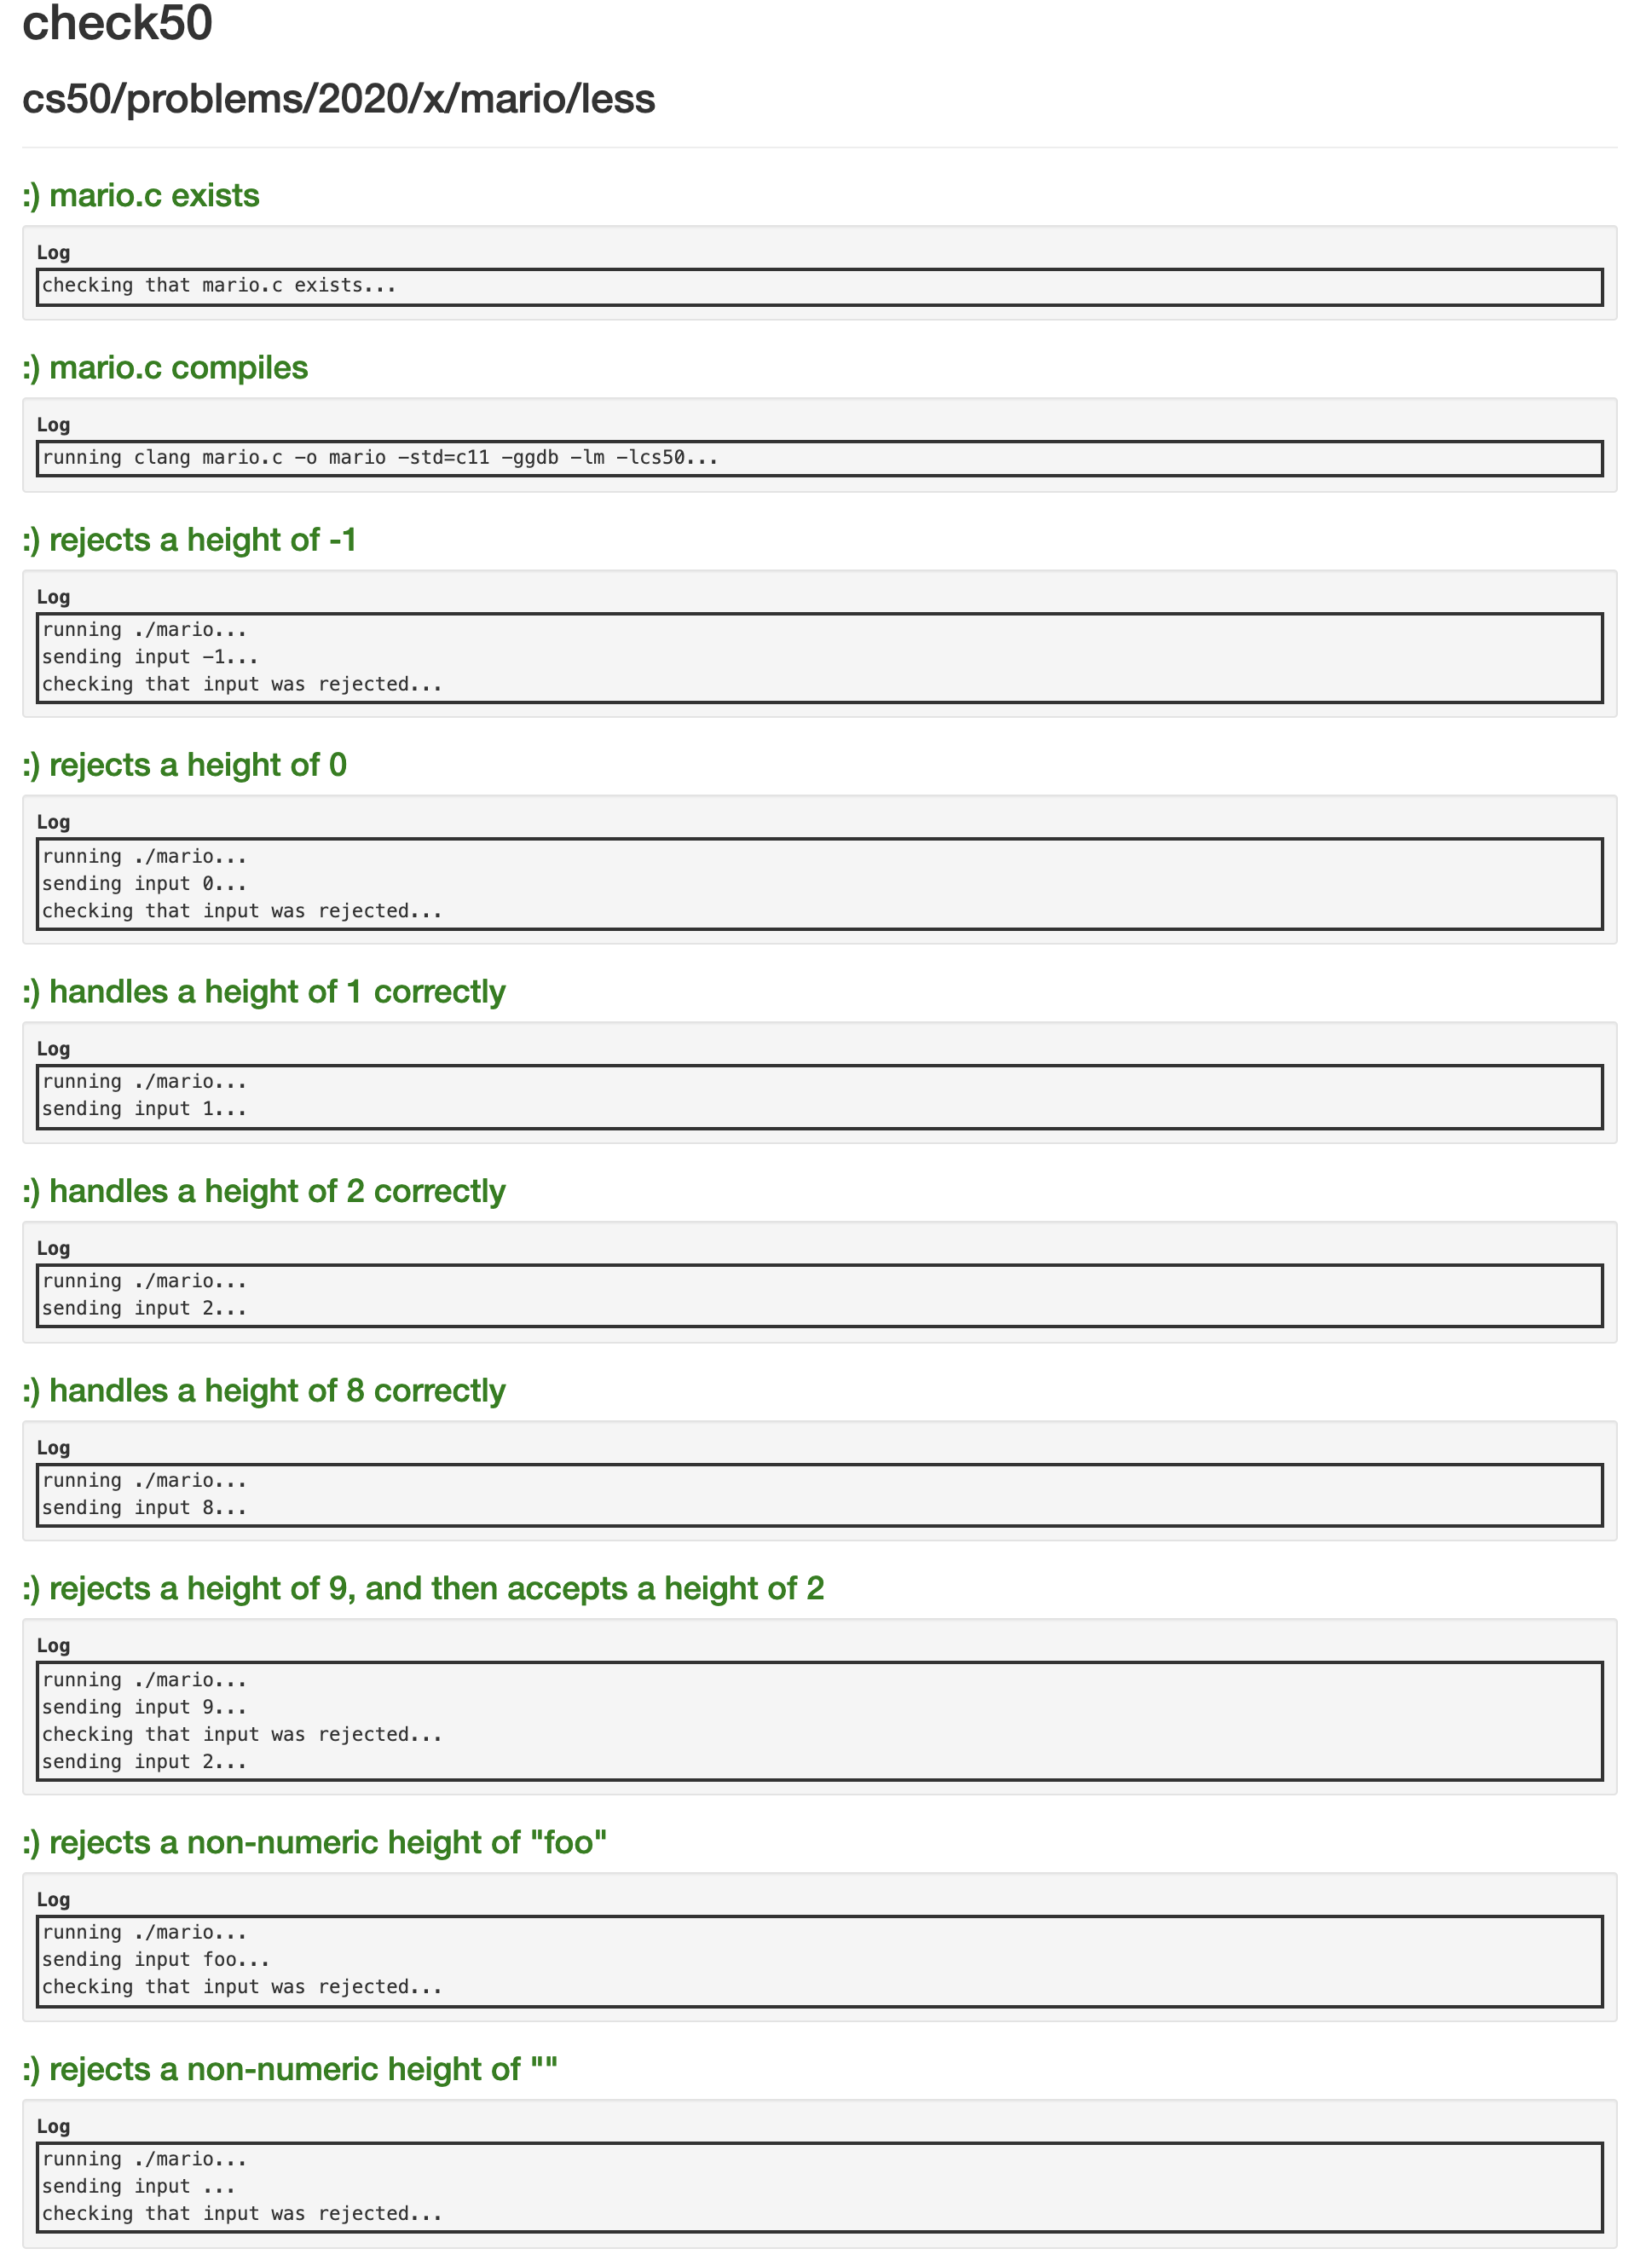 check50
cs50/problems/2020/x/mario/less
:) mario.c exists
Log
checking that mario.c exists...
:) mario.c compiles
Log
running clang mario.c -o mario -std=c11 -ggdb -lm -lcs50...
:) rejects a height of -1
Log
running ./mario...
sending input -1...
checking that input was rejected...
:) rejects a height of 0
Log
running ./mario...
sending input 0...
checking that input was rejected...
:) handles a height of 1 correctly
Log
running ./mario...
sending input 1...
:) handles a height of 2 correctly
Log
running ./mario...
sending input 2...
:) handles a height of 8 correctly
Log
running ./mario...
sending input 8...
:) rejects a height of 9, and then accepts a height of 2
Log
running ./mario...
sending input 9...
checking that input was rejected...
sending input 2...
:) rejects a non-numeric height of "foo"
Log
running ./mario...
sending input foo...
checking that input was rejected...
:) rejects a non-numeric height of ""
Log
running ./mario...
sending input ...
checking that input was rejected...